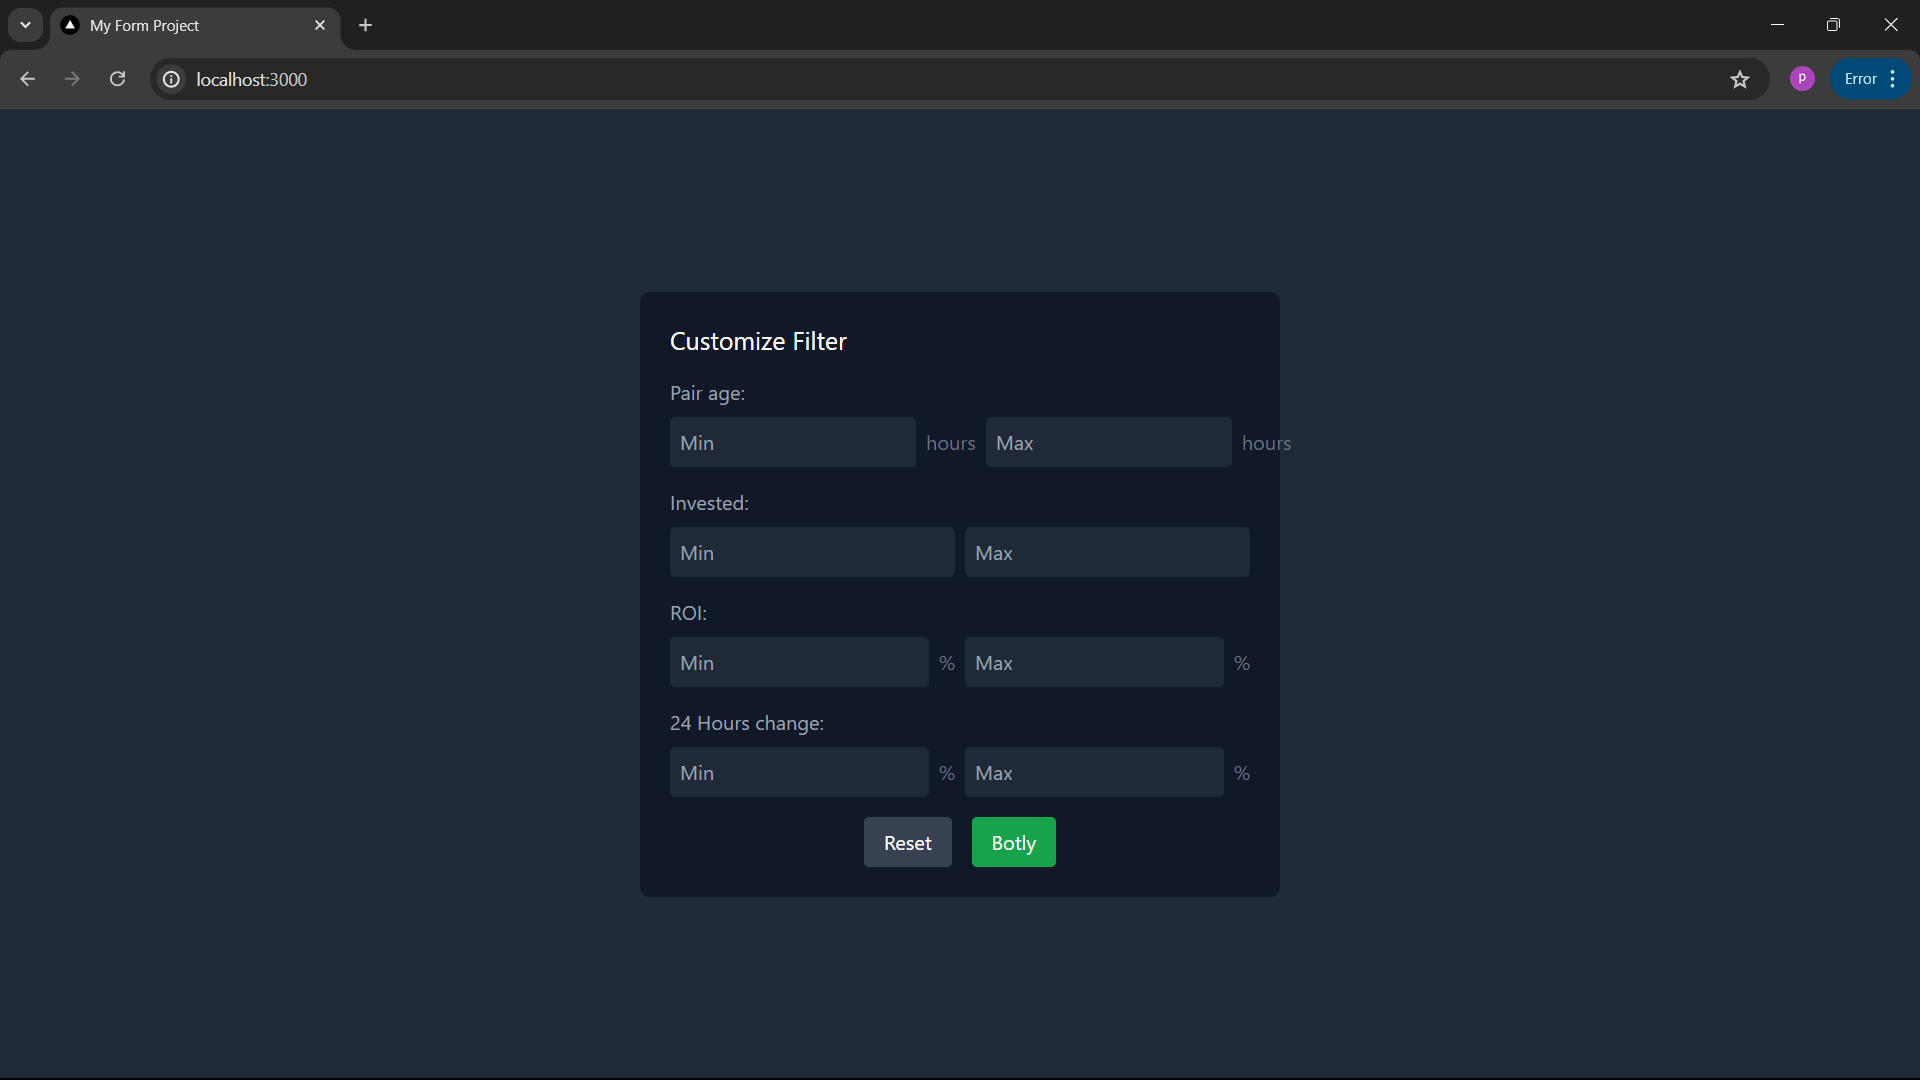 My Form Project
localhost:3000
P
Error
Customize Filter
Pair age:
Min hours Max hours
Invested:
Min Max
ROI:
Min % Max %
24 Hours change:
Min % Max %
Reset Botly